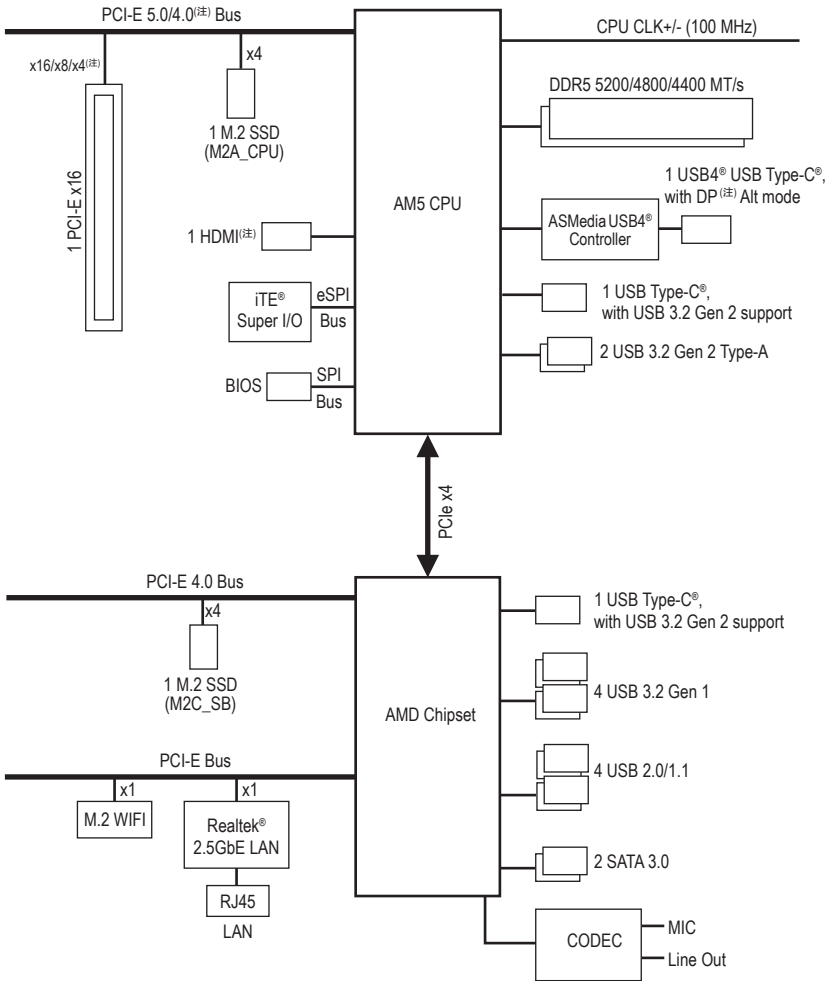 PCI-E 5.0/4.0(注) Bus
x16/x8/x4(注)
x4
1 PCI-E x16
1 M.2 SSD
(M2A_CPU)
1 HDMI(注)
iTE®
Super I/O
eSPI
Bus
BIOS
SPI
Bus
AM5 CPU
CPU CLK+/- (100 MHz)
DDR5 5200/4800/4400 MT/s
ASMedia USB4®
Controller
1 USB4® USB Type-C®,
with DP(注) Alt mode
1 USB Type-C®,
with USB 3.2 Gen 2 support
2 USB 3.2 Gen 2 Type-A
PCIe x4
PCI-E 4.0 Bus
x4
1 M.2 SSD
(M2C_SB)
PCI-E Bus
x1
x1
M.2 WIFI
Realtek®
2.5GbE LAN
RJ45
LAN
AMD Chipset
1 USB Type-C®,
with USB 3.2 Gen 2 support
4 USB 3.2 Gen 1
4 USB 2.0/1.1
2 SATA 3.0
CODEC
MIC
Line Out